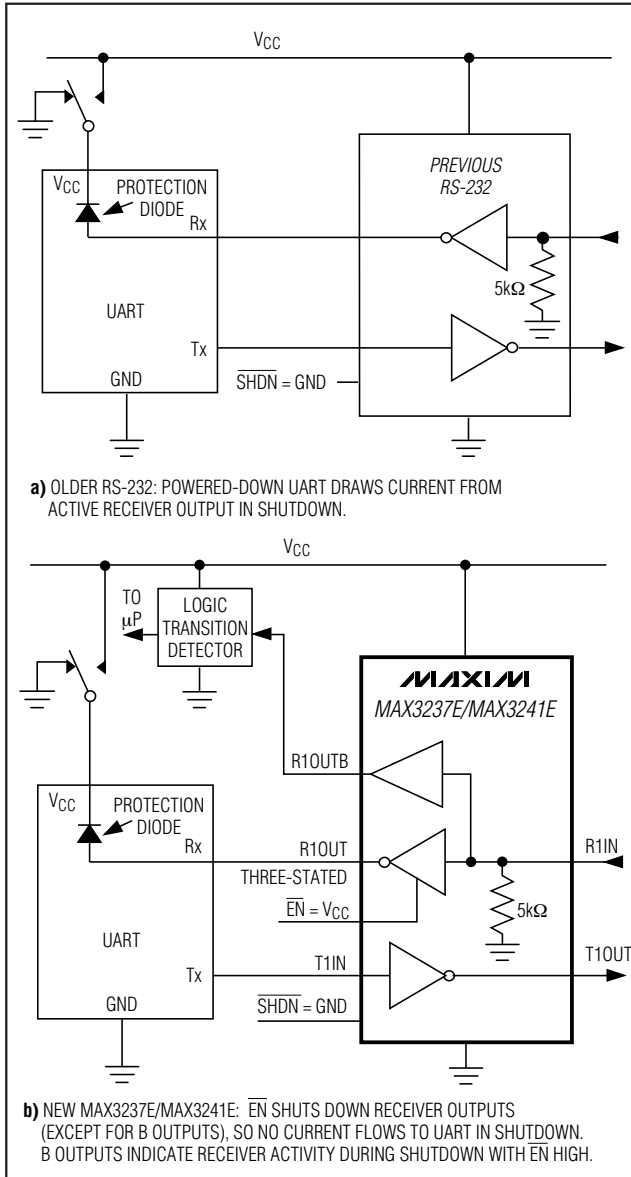 VCC
PREVIOUS
RS-232
VCC
PROTECTION
DIODE
Rx
5kΩ
UART
Tx
GND
SHDN = GND
a) OLDER RS-232: POWERED-DOWN UART DRAWS CURRENT FROM
ACTIVE RECEIVER OUTPUT IN SHUTDOWN.
VCC
TO
μP
LOGIC
TRANSITION
DETECTOR
MAXIM
MAX3237E/MAX3241E
R1OUTB
VCC
PROTECTION
DIODE
Rx
R1OUT
R1IN
THREE-STATED
EN = VCC
5kΩ
UART
Tx
T1IN
T1OUT
GND
SHDN = GND
b) NEW MAX3237E/MAX3241E: EN SHUTS DOWN RECEIVER OUTPUTS
(EXCEPT FOR B OUTPUTS), SO NO CURRENT FLOWS TO UART IN SHUTDOWN.
B OUTPUTS INDICATE RECEIVER ACTIVITY DURING SHUTDOWN WITH EN HIGH.